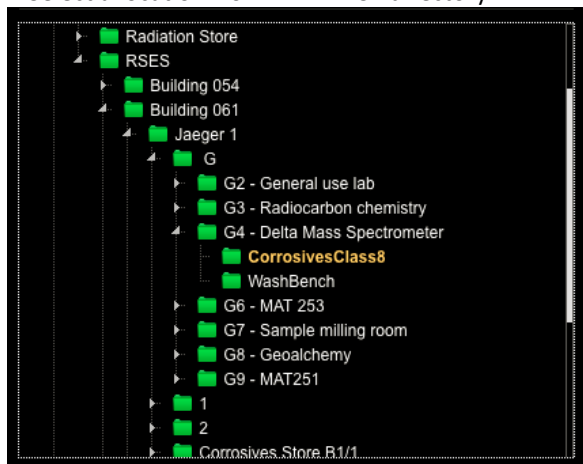 Radiation Store
RSES
Building 054
Building 061
Jaeger 1
G
G2 - General use lab
G3 - Radiocarbon chemistry
G4 - Delta Mass Spectrometer
CorrosivesClass8
WashBench
G6 - MAT 253
G7 - Sample milling room
G8 - Geoalchemy
G9 - MAT251
1
2
Corrosives Store B1/1